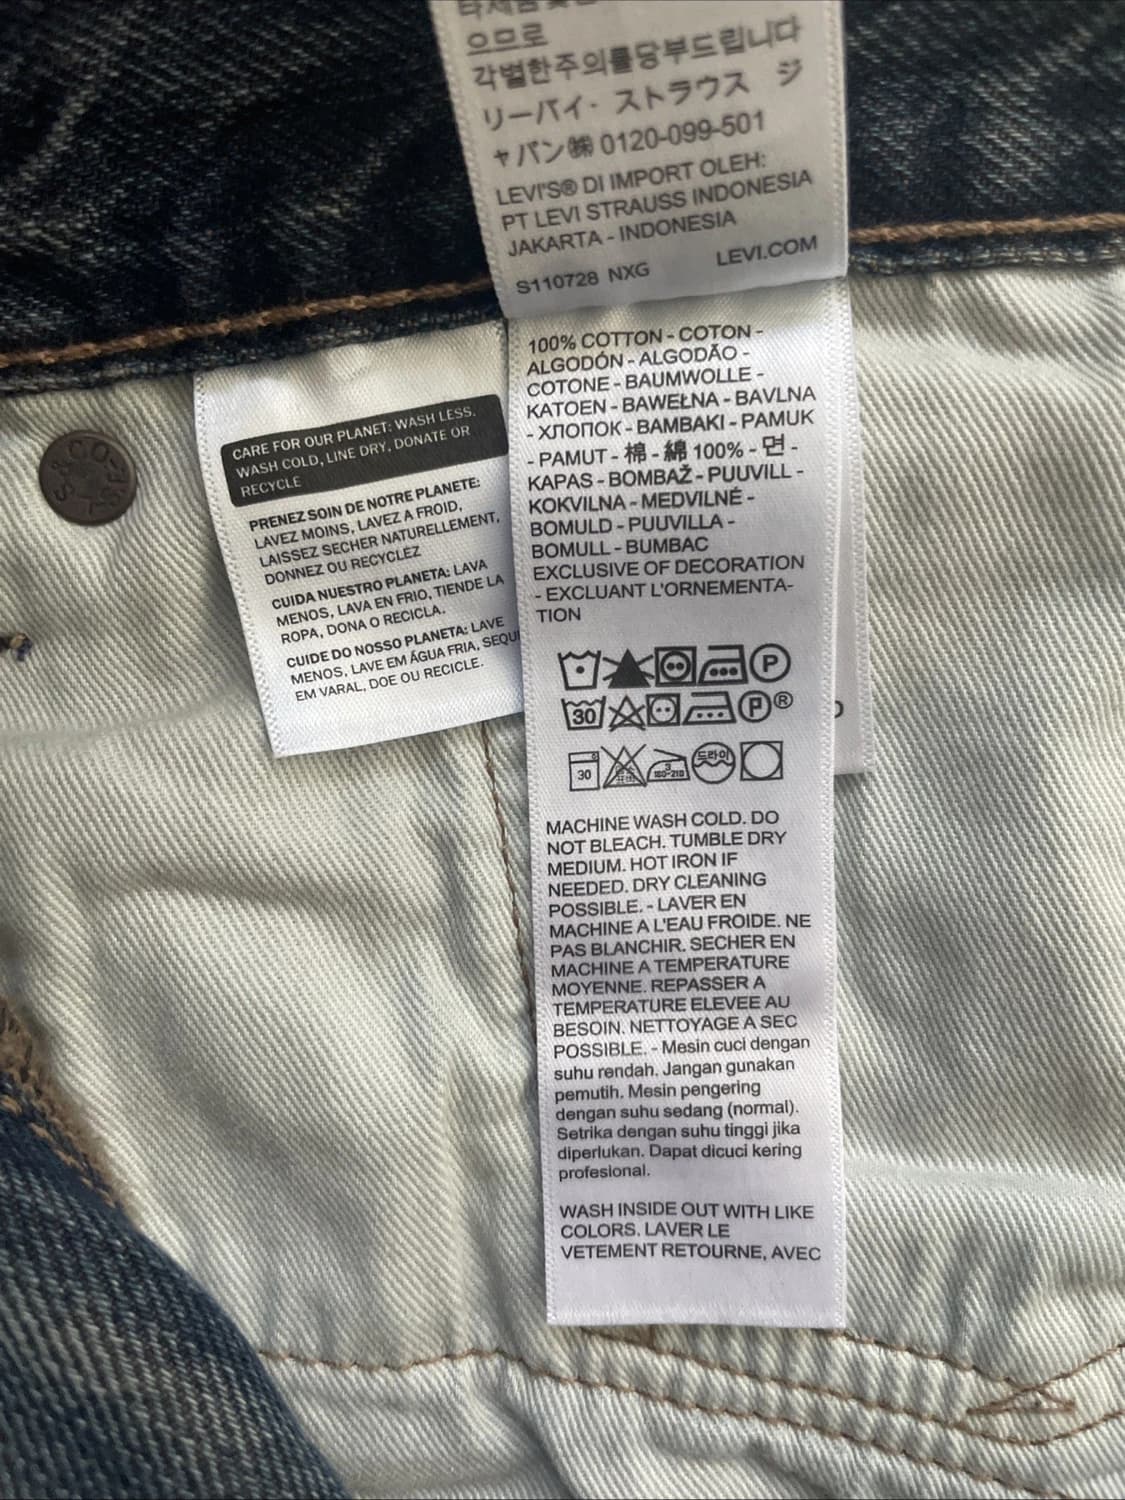 으므로
각별한주의를당부드립니다
リーバイ・ストラウス ジ
ャパン㈱ 0120-099-501
LEVI'S® DI IMPORT OLEH:
PT LEVI STRAUSS INDONESIA
JAKARTA - INDONESIA
S110728 NXG LEVI.COM
CARE FOR OUR PLANET: WASH LESS,
WASH COLD, LINE DRY, DONATE OR
RECYCLE
PRENEZ SOIN DE NOTRE PLANETE:
LAVEZ MOINS, LAVEZ A FROID,
LAISSEZ SECHER NATURELLEMENT,
DONNEZ OU RECYCLEZ
CUIDA NUESTRO PLANETA: LAVA
MENOS, LAVA EN FRIO, TIENDE LA
ROPA, DONA O RECICLA.
CUIDE DO NOSSO PLANETA: LAVE
MENOS, LAVE EM ÁGUA FRIA, SEQU
EM VARAL, DOE OU RECICLE.
100% COTTON - COTON -
ALGODÓN - ALGODÃO -
COTONE - BAUMWOLLE -
KATOEN - BAWEŁNA - BAVLNA
- ХЛОПОК - BAMBAKI - PAMUK
- PAMUT - 棉 - 綿 100% - 면 -
KAPAS - BOMBAŽ - PUUVILL -
KOKVILNA - MEDVILNÉ -
BOMULD - PUUVILLA -
BOMULL - BUMBAC
EXCLUSIVE OF DECORATION
- EXCLUANT L'ORNEMENTA-
TION
P
30 P ®
30 180-210 드라이
MACHINE WASH COLD. DO
NOT BLEACH. TUMBLE DRY
MEDIUM. HOT IRON IF
NEEDED. DRY CLEANING
POSSIBLE. - LAVER EN
MACHINE A L'EAU FROIDE. NE
PAS BLANCHIR. SECHER EN
MACHINE A TEMPERATURE
MOYENNE. REPASSER A
TEMPERATURE ELEVEE AU
BESOIN. NETTOYAGE A SEC
POSSIBLE. - Mesin cuci dengan
suhu rendah. Jangan gunakan
pemutih. Mesin pengering
dengan suhu sedang (normal).
Setrika dengan suhu tinggi jika
diperlukan. Dapat dicuci kering
profesional.
WASH INSIDE OUT WITH LIKE
COLORS. LAVER LE
VETEMENT RETOURNE, AVEC